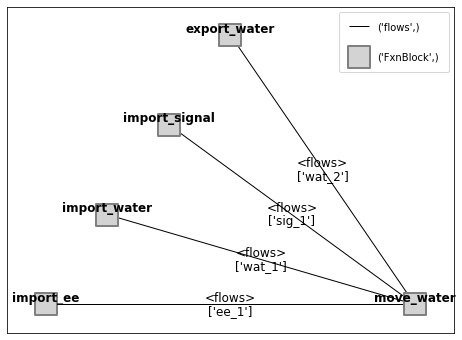 export_water
('flows',)
('FxnBlock',)
import_signal
<flows>
['wat_2']
import_water
<flows>
['sig_1']
<flows>
['wat_1']
import_ee
<flows>
['ee_1']
move_water